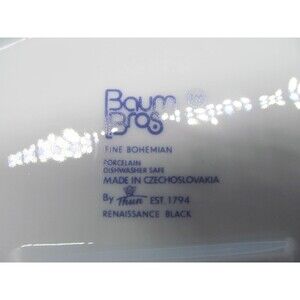 Baum
Bros
FINE BOHEMIAN
PORCELAIN
DISHWASHER SAFE
MADE IN CZECHOSLOVAKIA
By Thun EST. 1794
RENAISSANCE BLACK